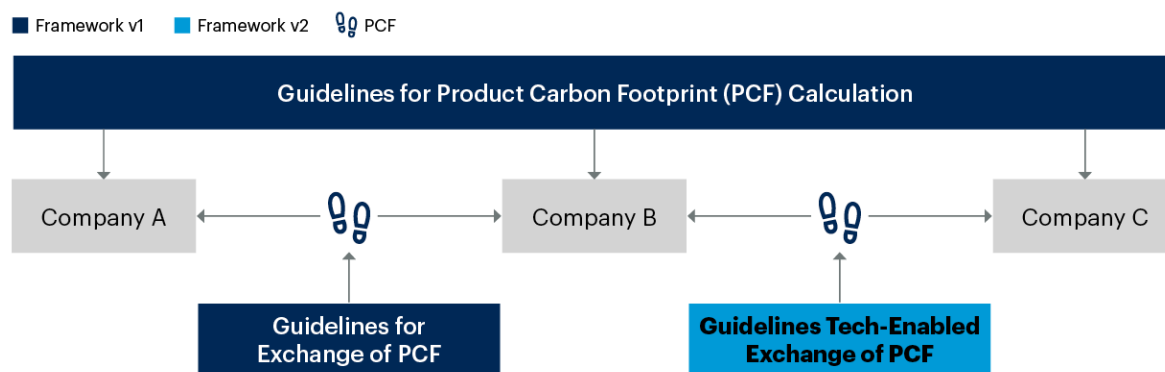 Framework v1 Framework v2 PCF
Guidelines for Product Carbon Footprint (PCF) Calculation
Company A Company B Company C
Guidelines for
Exchange of PCF
Guidelines Tech-Enabled
Exchange of PCF